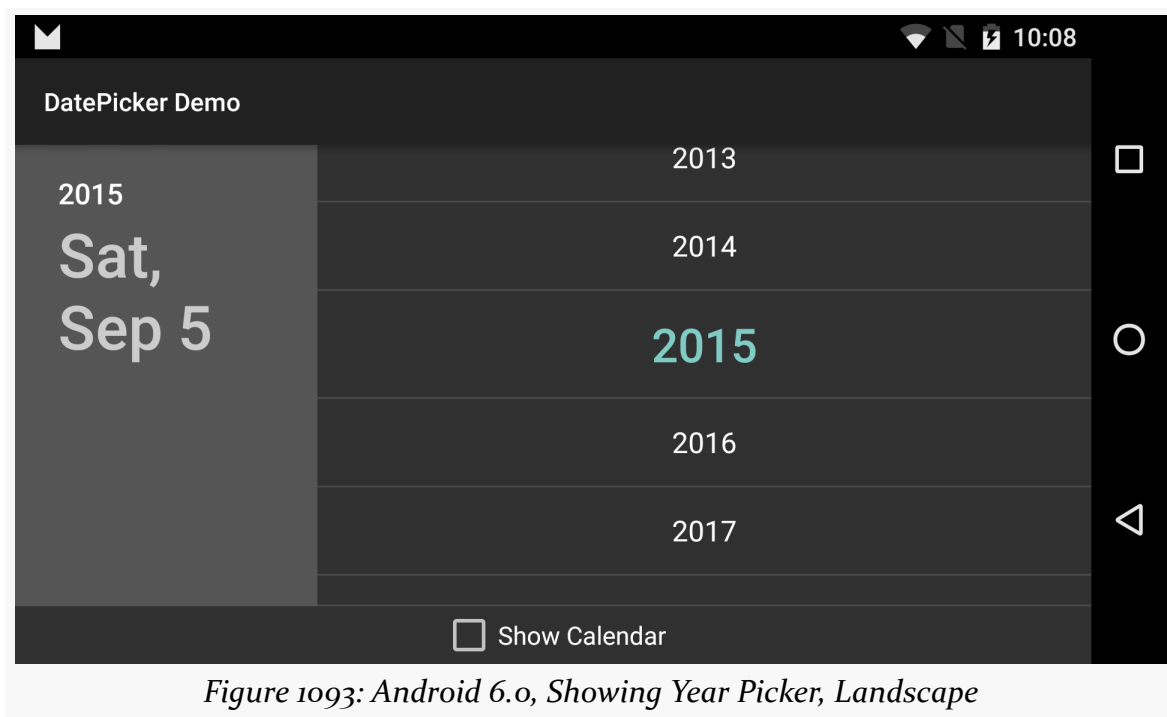 10:08
DatePicker Demo
2015
Sat,
Sep 5
2013
2014
2015
2016
2017
Show Calendar
Figure 1093: Android 6.0, Showing Year Picker, Landscape